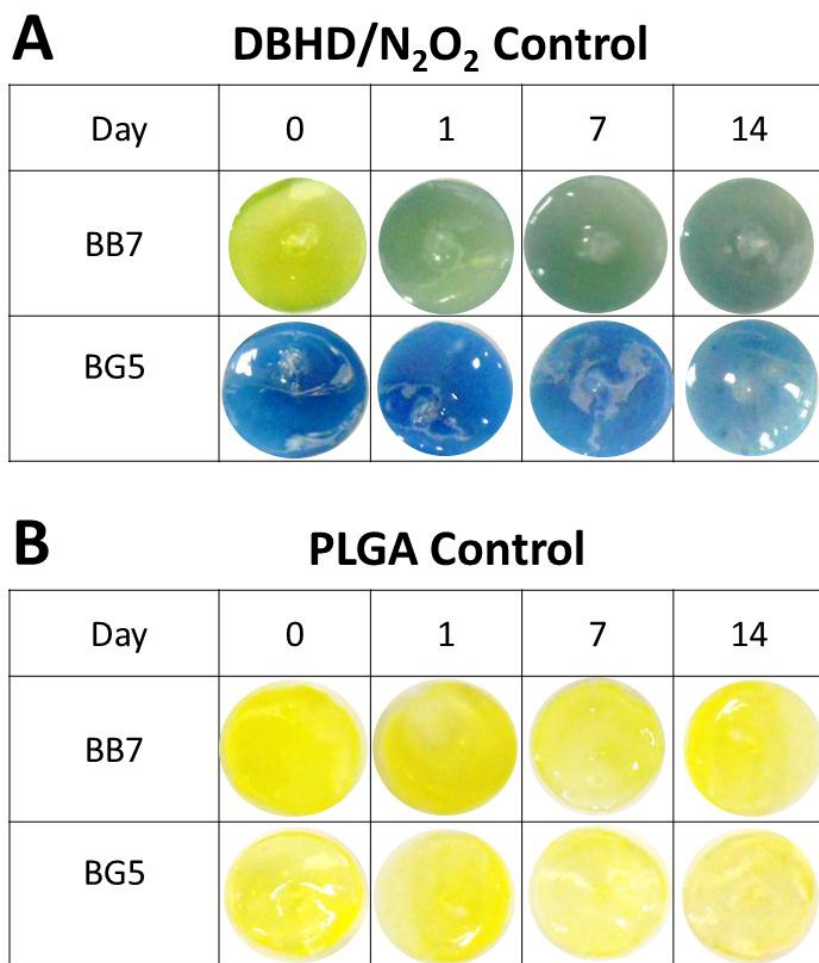 A
DBHD/N₂O₂ Control
Day 0 1 7 14
BB7
BG5
B
PLGA Control
Day 0 1 7 14
BB7
BG5